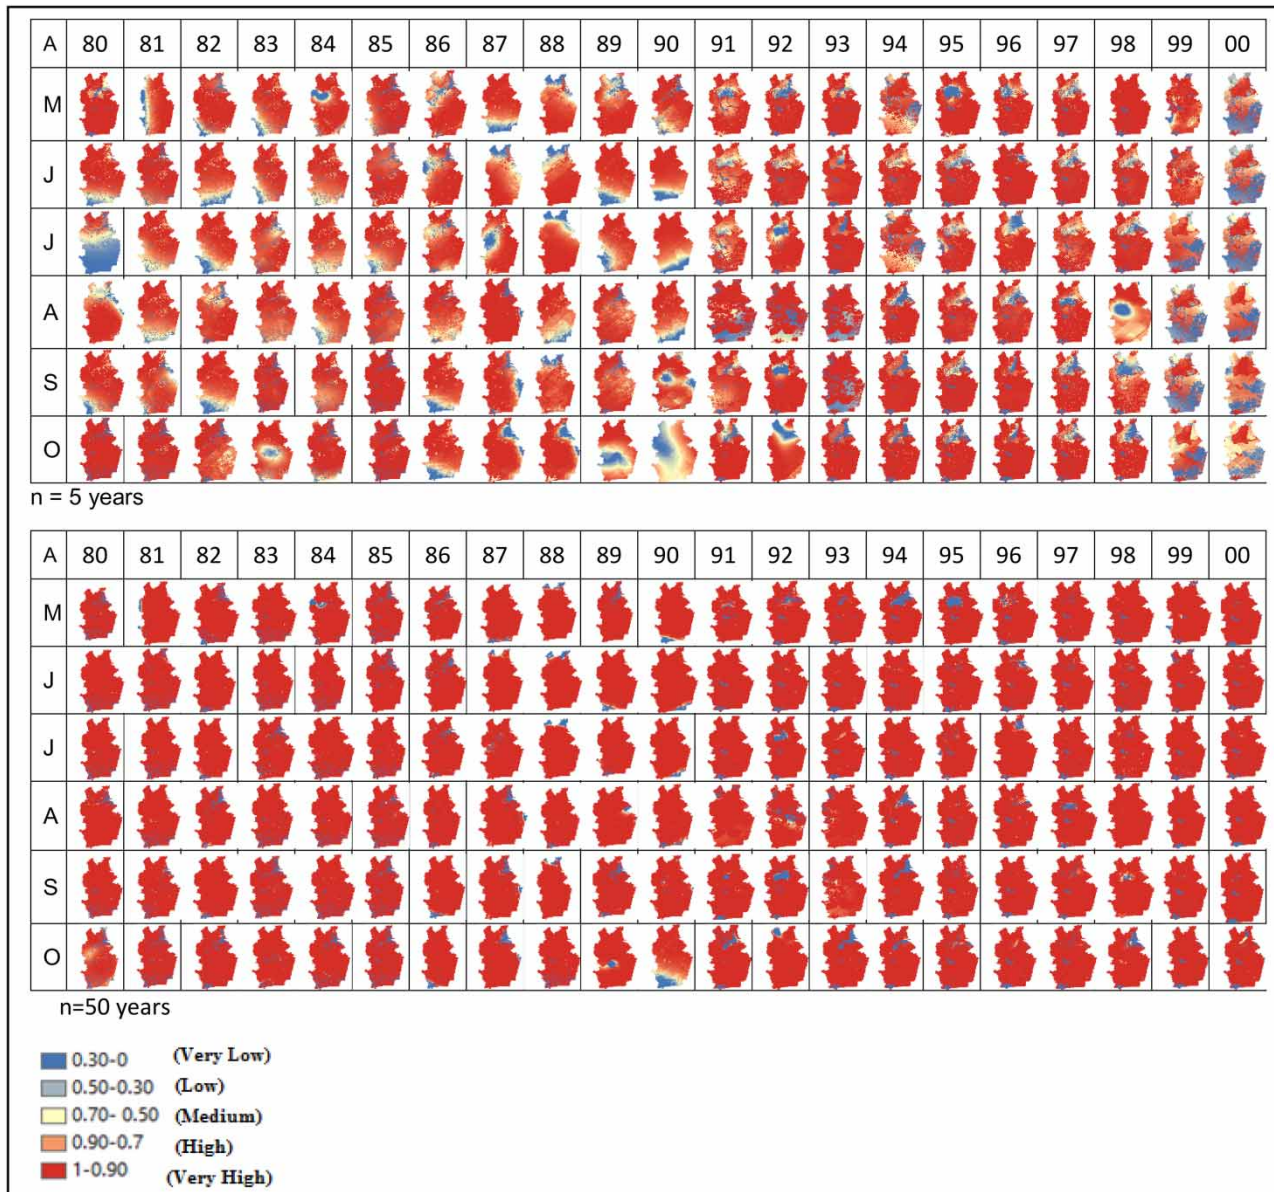 A 80 81 82 83 84 85 86 87 88 89 90 91 92 93 94 95 96 97 98 99 00
M
J
J
A
S
O
n = 5 years
A 80 81 82 83 84 85 86 87 88 89 90 91 92 93 94 95 96 97 98 99 00
M
J
J
A
S
O
n=50 years
0.30-0 (Very Low)
0.50-0.30 (Low)
0.70- 0.50 (Medium)
0.90-0.7 (High)
1-0.90 (Very High)